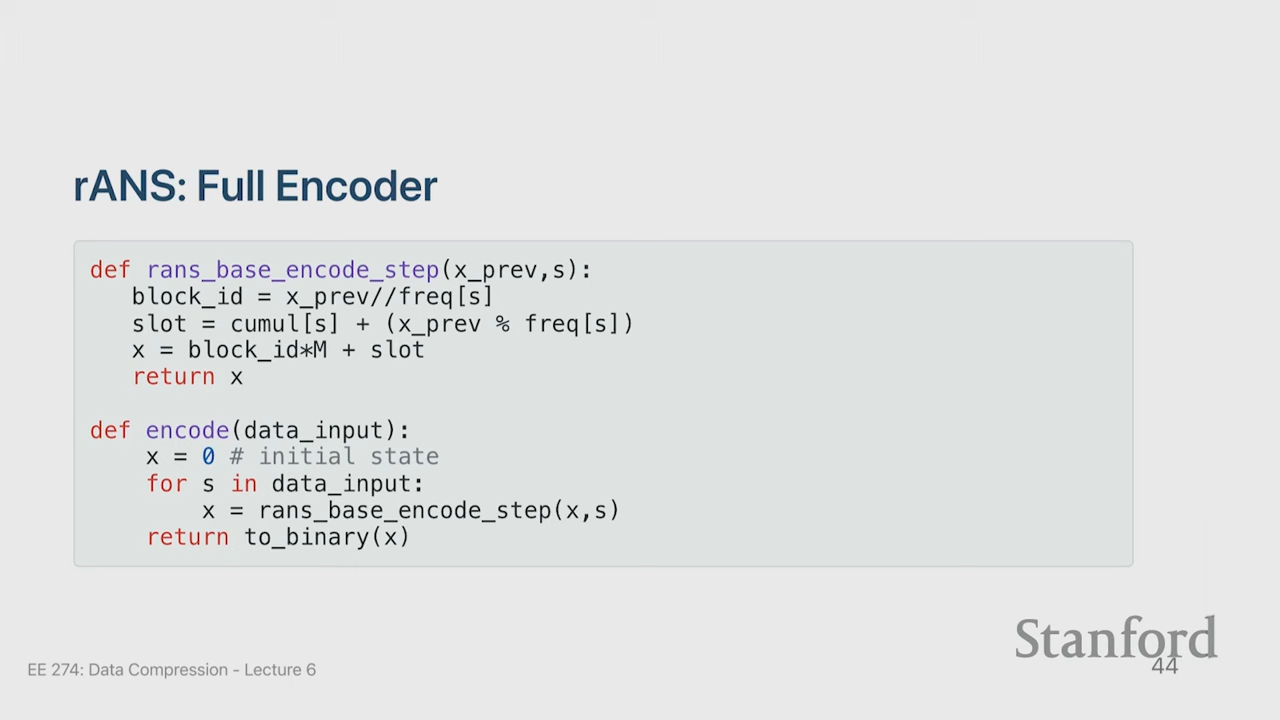 rANS: Full Encoder
def rans_base_encode_step(x_prev,s):
   block_id = x_prev//freq[s]
   slot = cumul[s] + (x_prev % freq[s])
   x = block_id*M + slot
   return x
def encode(data_input):
    x = 0 # initial state
    for s in data_input:
        x = rans_base_encode_step(x,s)
    return to_binary(x)
Stanford
44
EE 274: Data Compression - Lecture 6